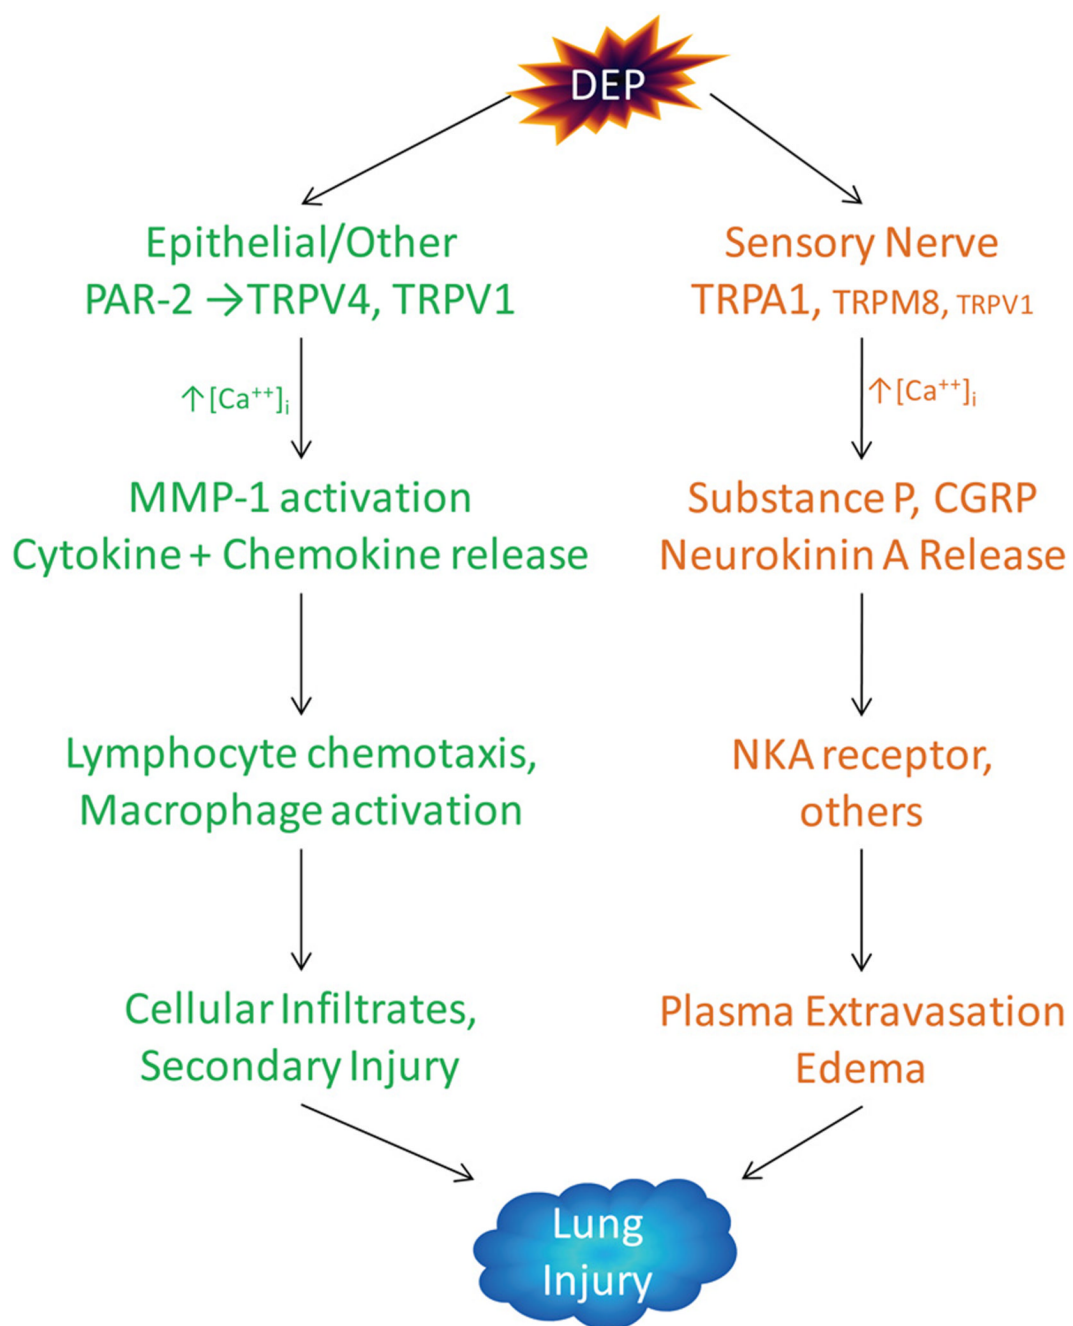 DEP
Epithelial/Other
PAR-2 →TRPV4, TRPV1
↑[Ca⁺⁺]ᵢ
MMP-1 activation
Cytokine + Chemokine release
Lymphocyte chemotaxis,
Macrophage activation
Cellular Infiltrates,
Secondary Injury
Sensory Nerve
TRPA1, TRPM8, TRPV1
↑[Ca⁺⁺]ᵢ
Substance P, CGRP
Neurokinin A Release
NKA receptor,
others
Plasma Extravasation
Edema
Lung
Injury